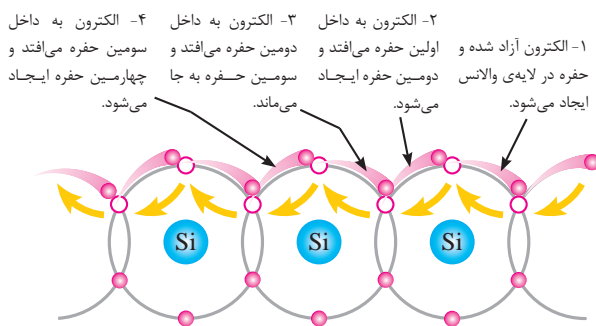 ۱- الکترون آزاد شده و
حفره در لایه‌ی والانس
ایجاد می‌شود.
۲- الکترون به داخل
اولین حفره می‌افتد و
دومین حفره ایجاد
می‌شود.
۳- الکترون به داخل
دومین حفره می‌افتد و
سومین حفره به جا
می‌ماند.
۴- الکترون به داخل
سومین حفره می‌افتد و
چهارمین حفره ایجاد
می‌شود.
Si
Si
Si